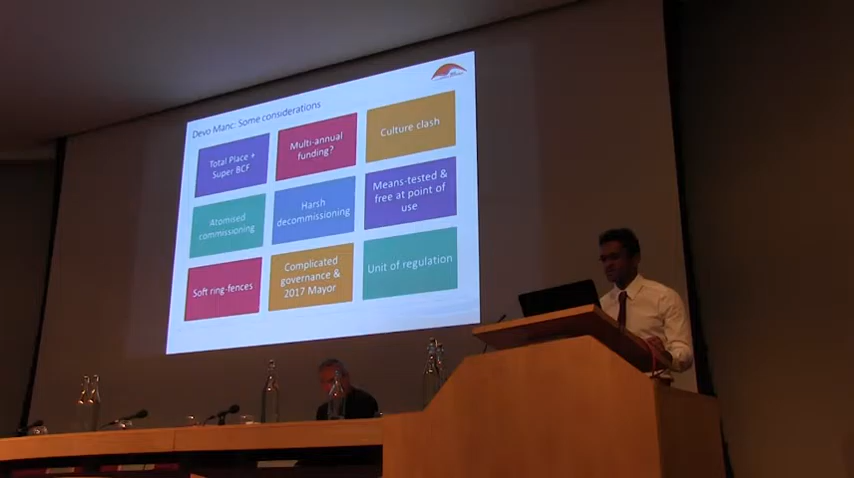 Devo Manc: Some considerations
Total Place +
Super BCF
Multi-annual
funding?
Culture clash
Atomised
commissioning
Harsh
decommissioning
Means-tested &
free at point of
use
Soft ring-fences
Complicated
governance &
2017 Mayor
Unit of regulation